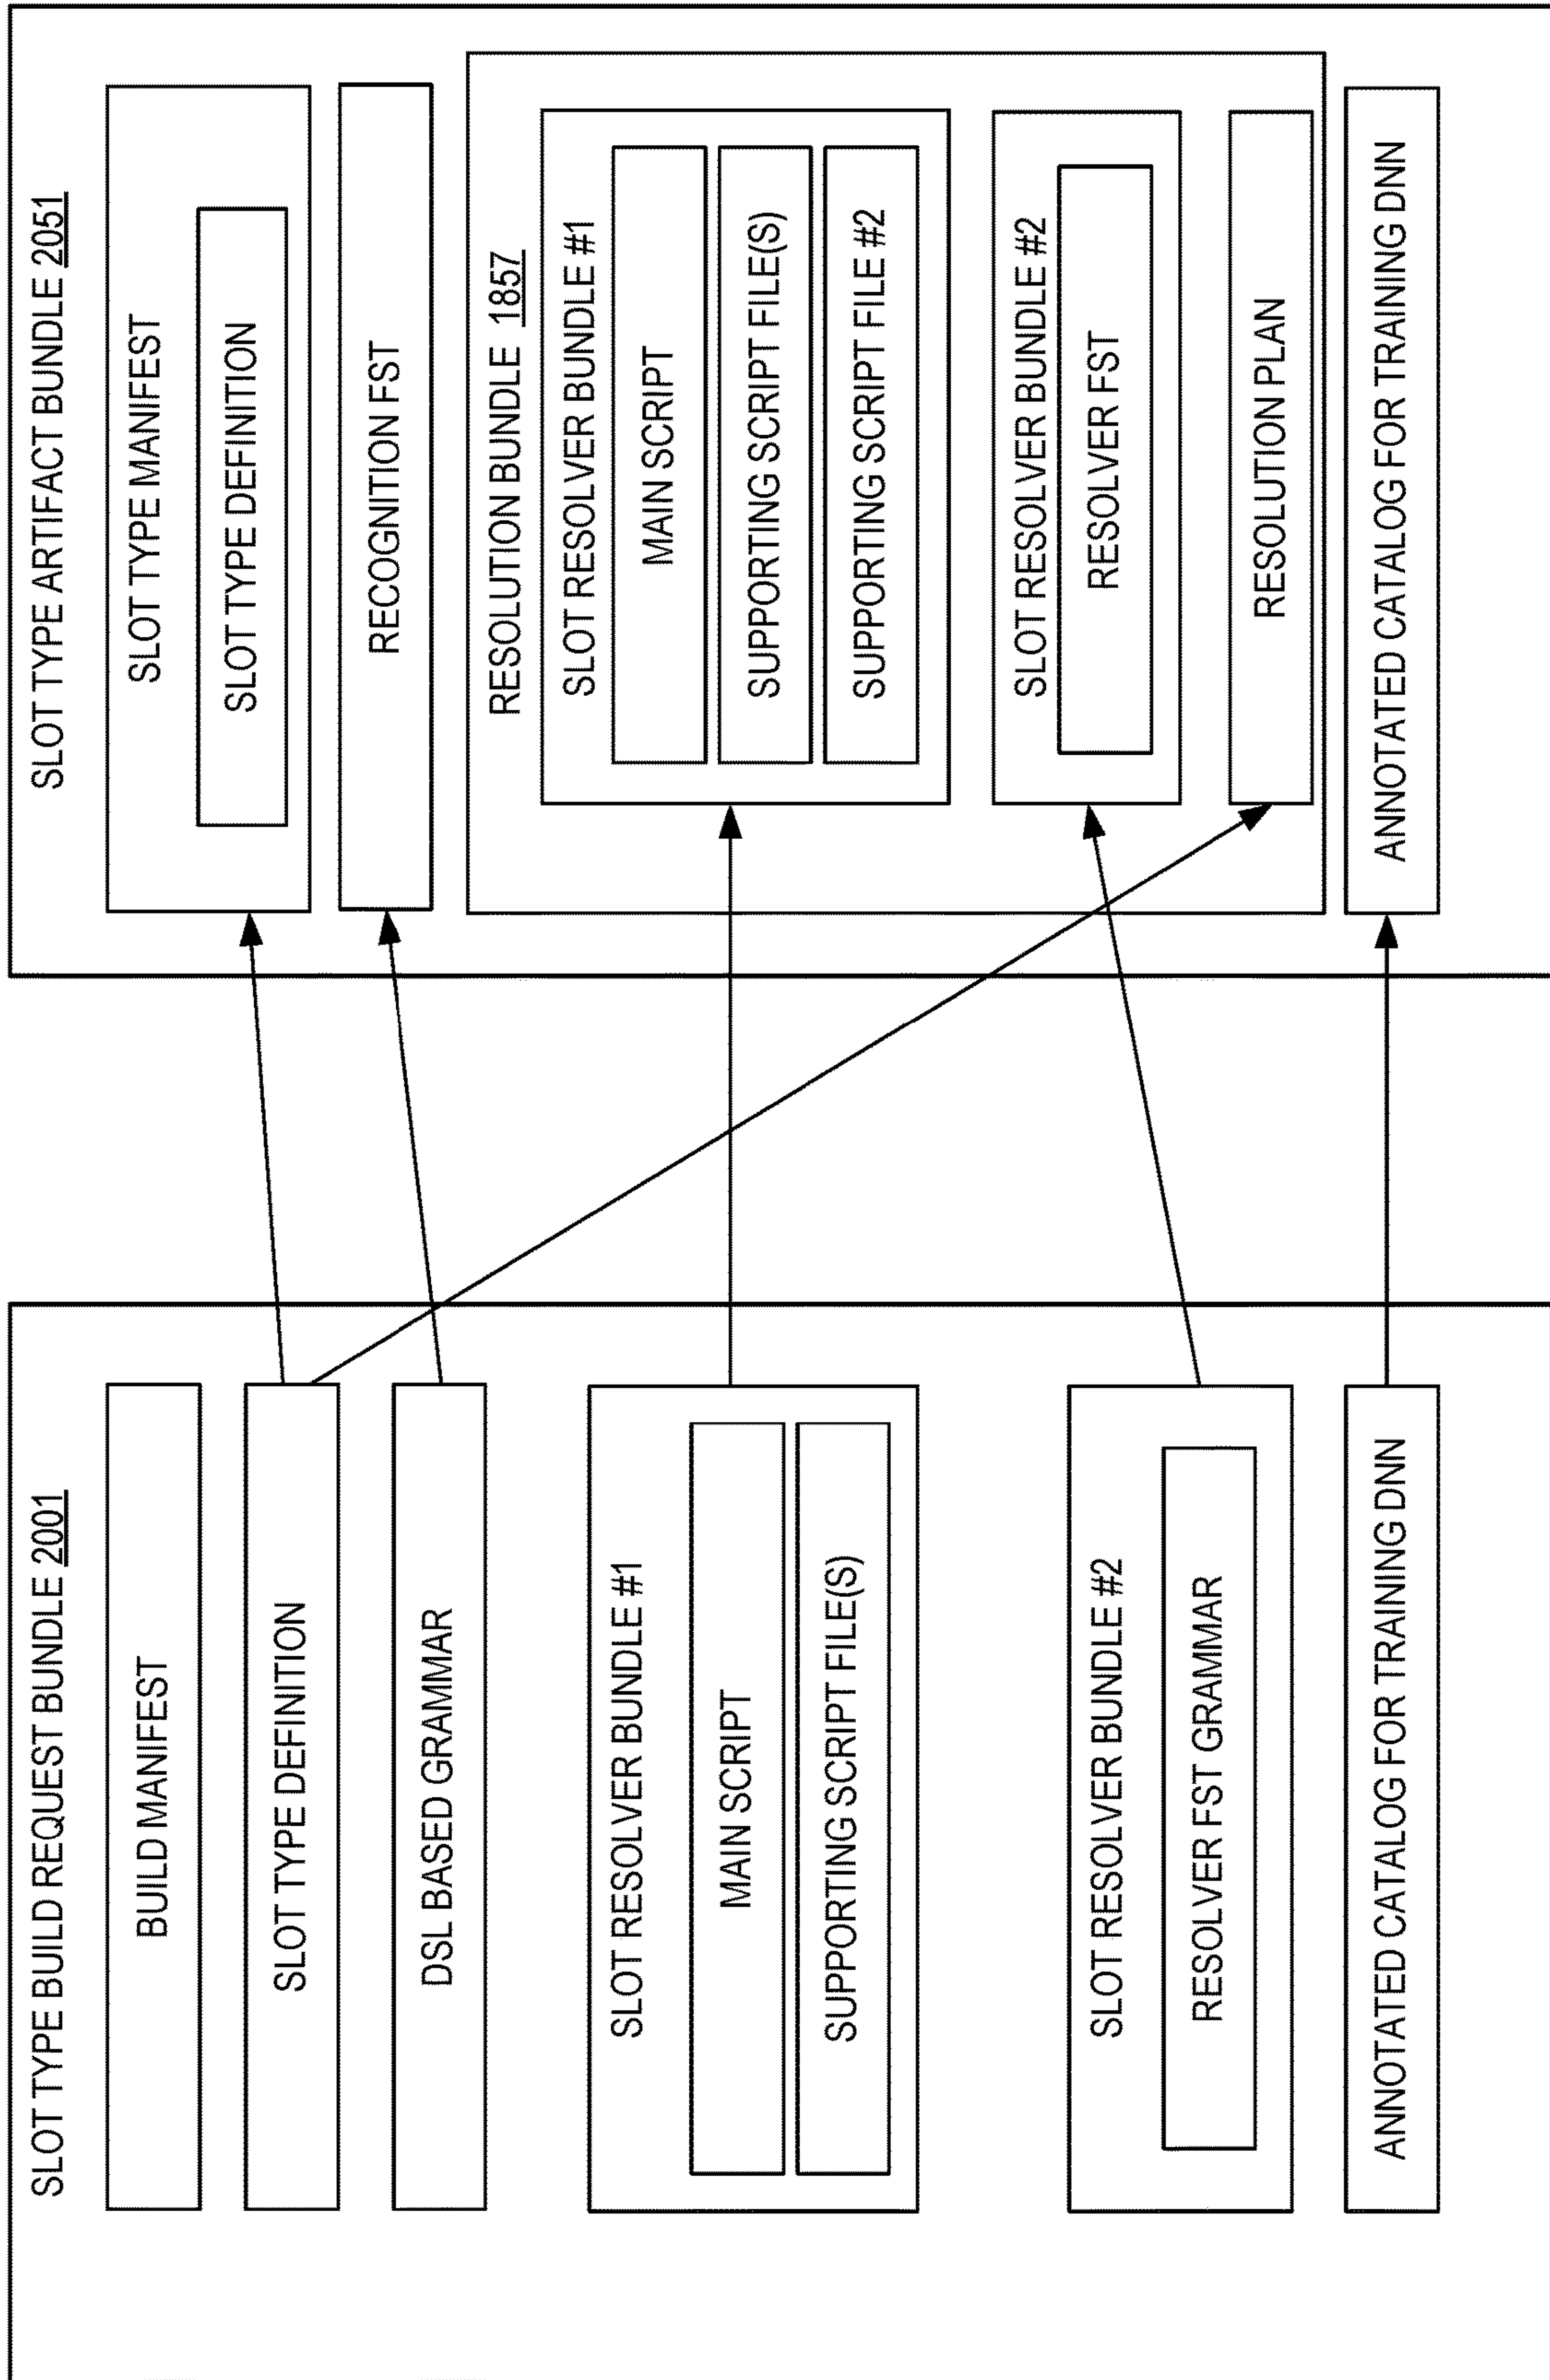 SLOT TYPE BUILD REQUEST BUNDLE 2001
BUILD MANIFEST
SLOT TYPE DEFINITION
DSL BASED GRAMMAR
SLOT RESOLVER BUNDLE #1
MAIN SCRIPT
SUPPORTING SCRIPT FILE(S)
SLOT RESOLVER BUNDLE #2
RESOLVER FST GRAMMAR
ANNOTATED CATALOG FOR TRAINING DNN
SLOT TYPE ARTIFACT BUNDLE 2051
SLOT TYPE MANIFEST
SLOT TYPE DEFINITION
RECOGNITION FST
RESOLUTION BUNDLE 1857
SLOT RESOLVER BUNDLE #1
MAIN SCRIPT
SUPPORTING SCRIPT FILE(S)
SUPPORTING SCRIPT FILE #2
SLOT RESOLVER BUNDLE #2
RESOLVER FST
RESOLUTION PLAN
ANNOTATED CATALOG FOR TRAINING DNN